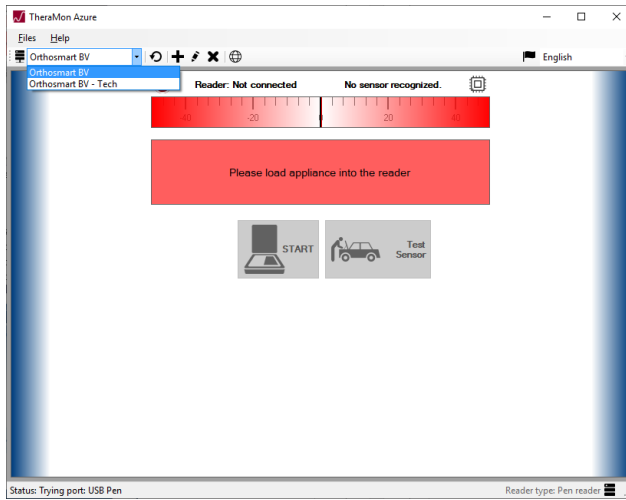 TheraMon Azure
Files Help
Orthosmart BV
English
Orthosmart BV
Orthosmart BV - Tech
Reader: Not connected No sensor recognized.
-40 -20 0 20 40
Please load appliance into the reader
START
Test
Sensor
Status: Trying port: USB Pen
Reader type: Pen reader